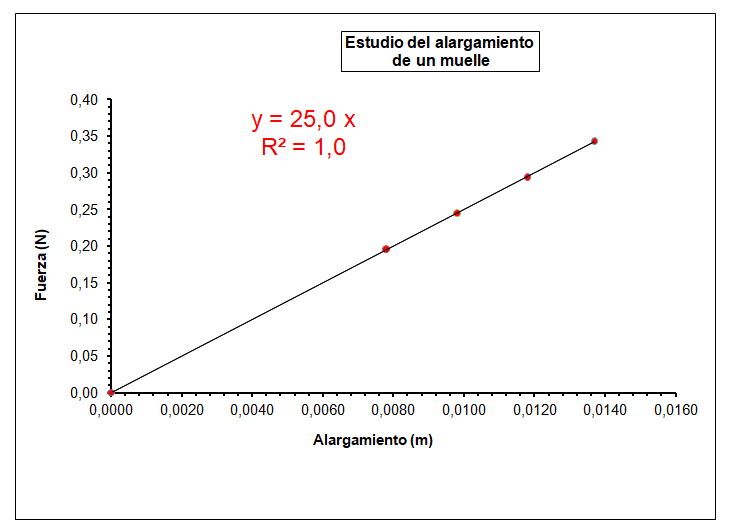 Estudio del alargamiento
de un muelle
y = 25,0 x
R² = 1,0
0,40
0,35
0,30
0,25
0,20
0,15
0,10
0,05
0,00
Fuerza (N)
0,0000 0,0020 0,0040 0,0060 0,0080 0,0100 0,0120 0,0140 0,0160
Alargamiento (m)